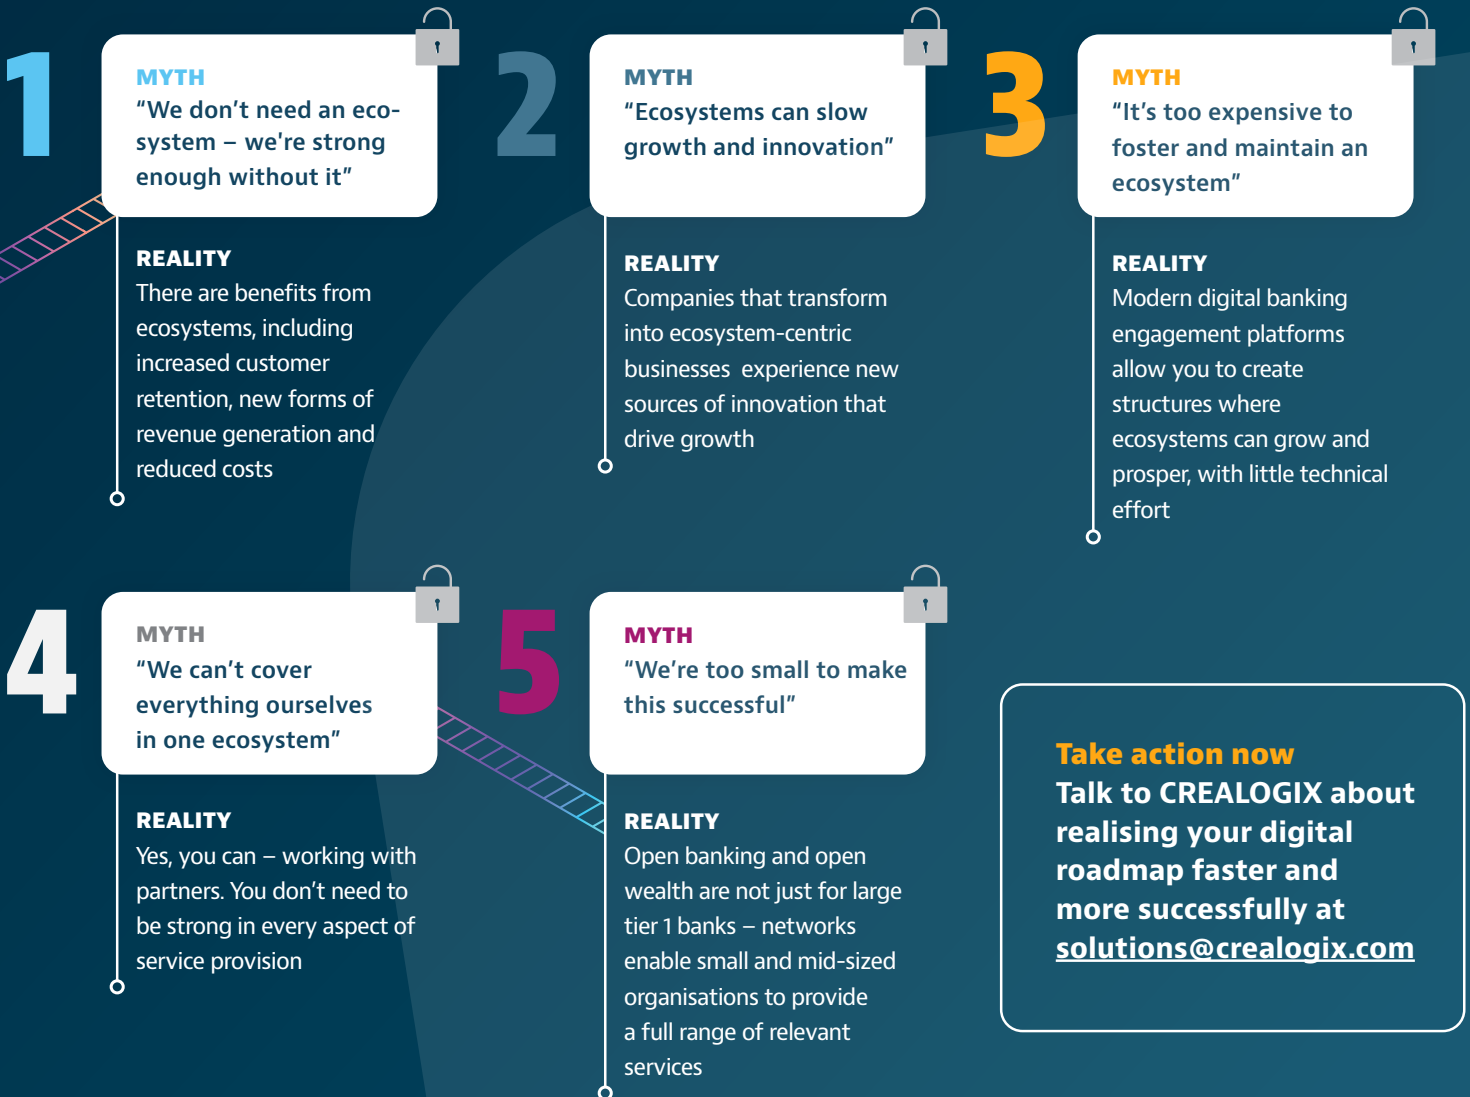 1
MYTH
“We don’t need an eco-
system – we’re strong
enough without it”
REALITY
There are benefits from
ecosystems, including
increased customer
retention, new forms of
revenue generation and
reduced costs
2
MYTH
“Ecosystems can slow
growth and innovation”
REALITY
Companies that transform
into ecosystem-centric
businesses experience new
sources of innovation that
drive growth
3
MYTH
“It’s too expensive to
foster and maintain an
ecosystem”
REALITY
Modern digital banking
engagement platforms
allow you to create
structures where
ecosystems can grow and
prosper, with little technical
effort
4
MYTH
“We can’t cover
everything ourselves
in one ecosystem”
REALITY
Yes, you can – working with
partners. You don’t need to
be strong in every aspect of
service provision
5
MYTH
“We’re too small to make
this successful”
REALITY
Open banking and open
wealth are not just for large
tier 1 banks – networks
enable small and mid-sized
organisations to provide
a full range of relevant
services
Take action now
Talk to CREALOGIX about
realising your digital
roadmap faster and
more successfully at
solutions@crealogix.com